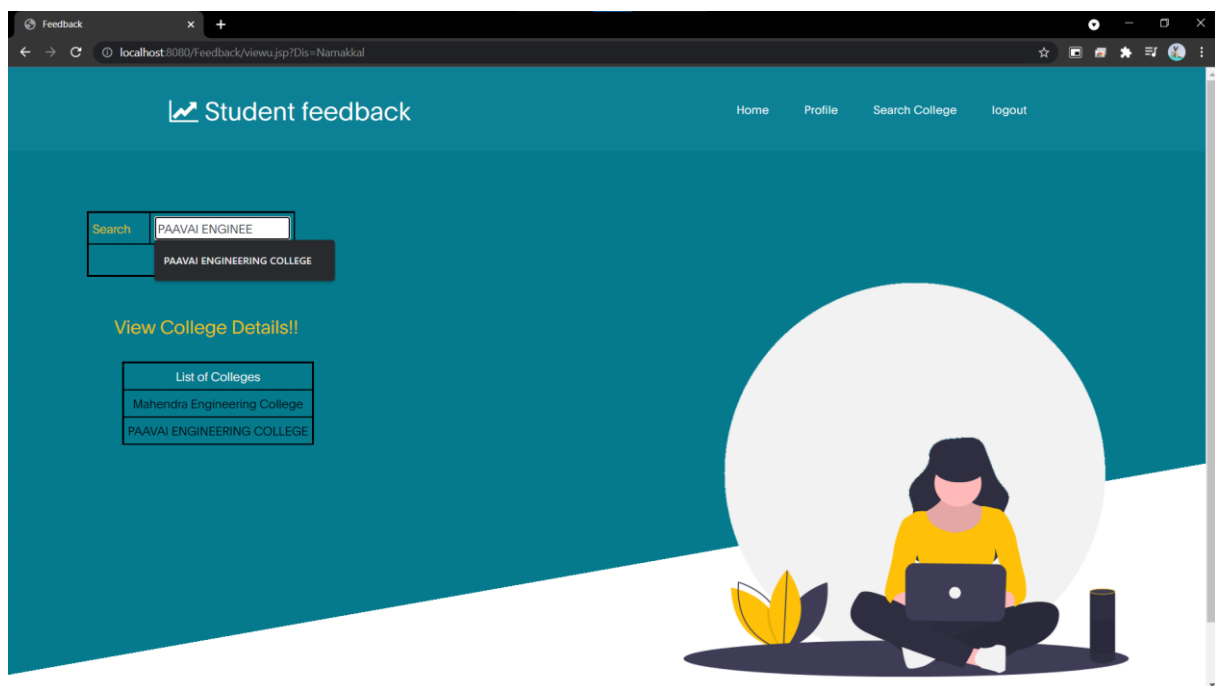 Feedback
localhost:8080/Feedback/viewu.jsp?Dis=Namakkal
Student feedback
Home Profile Search College logout
Search PAAVAI ENGINEE
PAAVAI ENGINEERING COLLEGE
View College Details!!
List of Colleges
Mahendra Engineering College
PAAVAI ENGINEERING COLLEGE